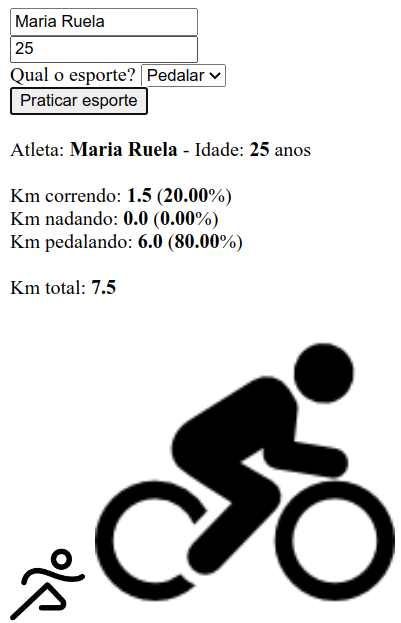 Maria Ruela
25
Qual o esporte? Pedalar
Praticar esporte
Atleta: Maria Ruela - Idade: 25 anos
Km correndo: 1.5 (20.00%)
Km nadando: 0.0 (0.00%)
Km pedalando: 6.0 (80.00%)
Km total: 7.5